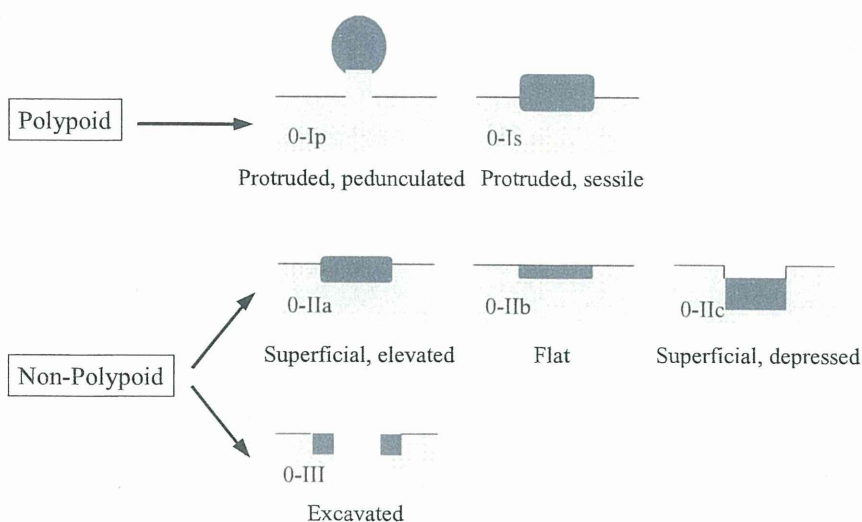 Polypoid
0-Ip
0-Is
Protruded, pedunculated
Protruded, sessile
0-IIa
0-IIb
0-IIc
Superficial, elevated
Flat
Superficial, depressed
Non-Polypoid
0-III
Excavated